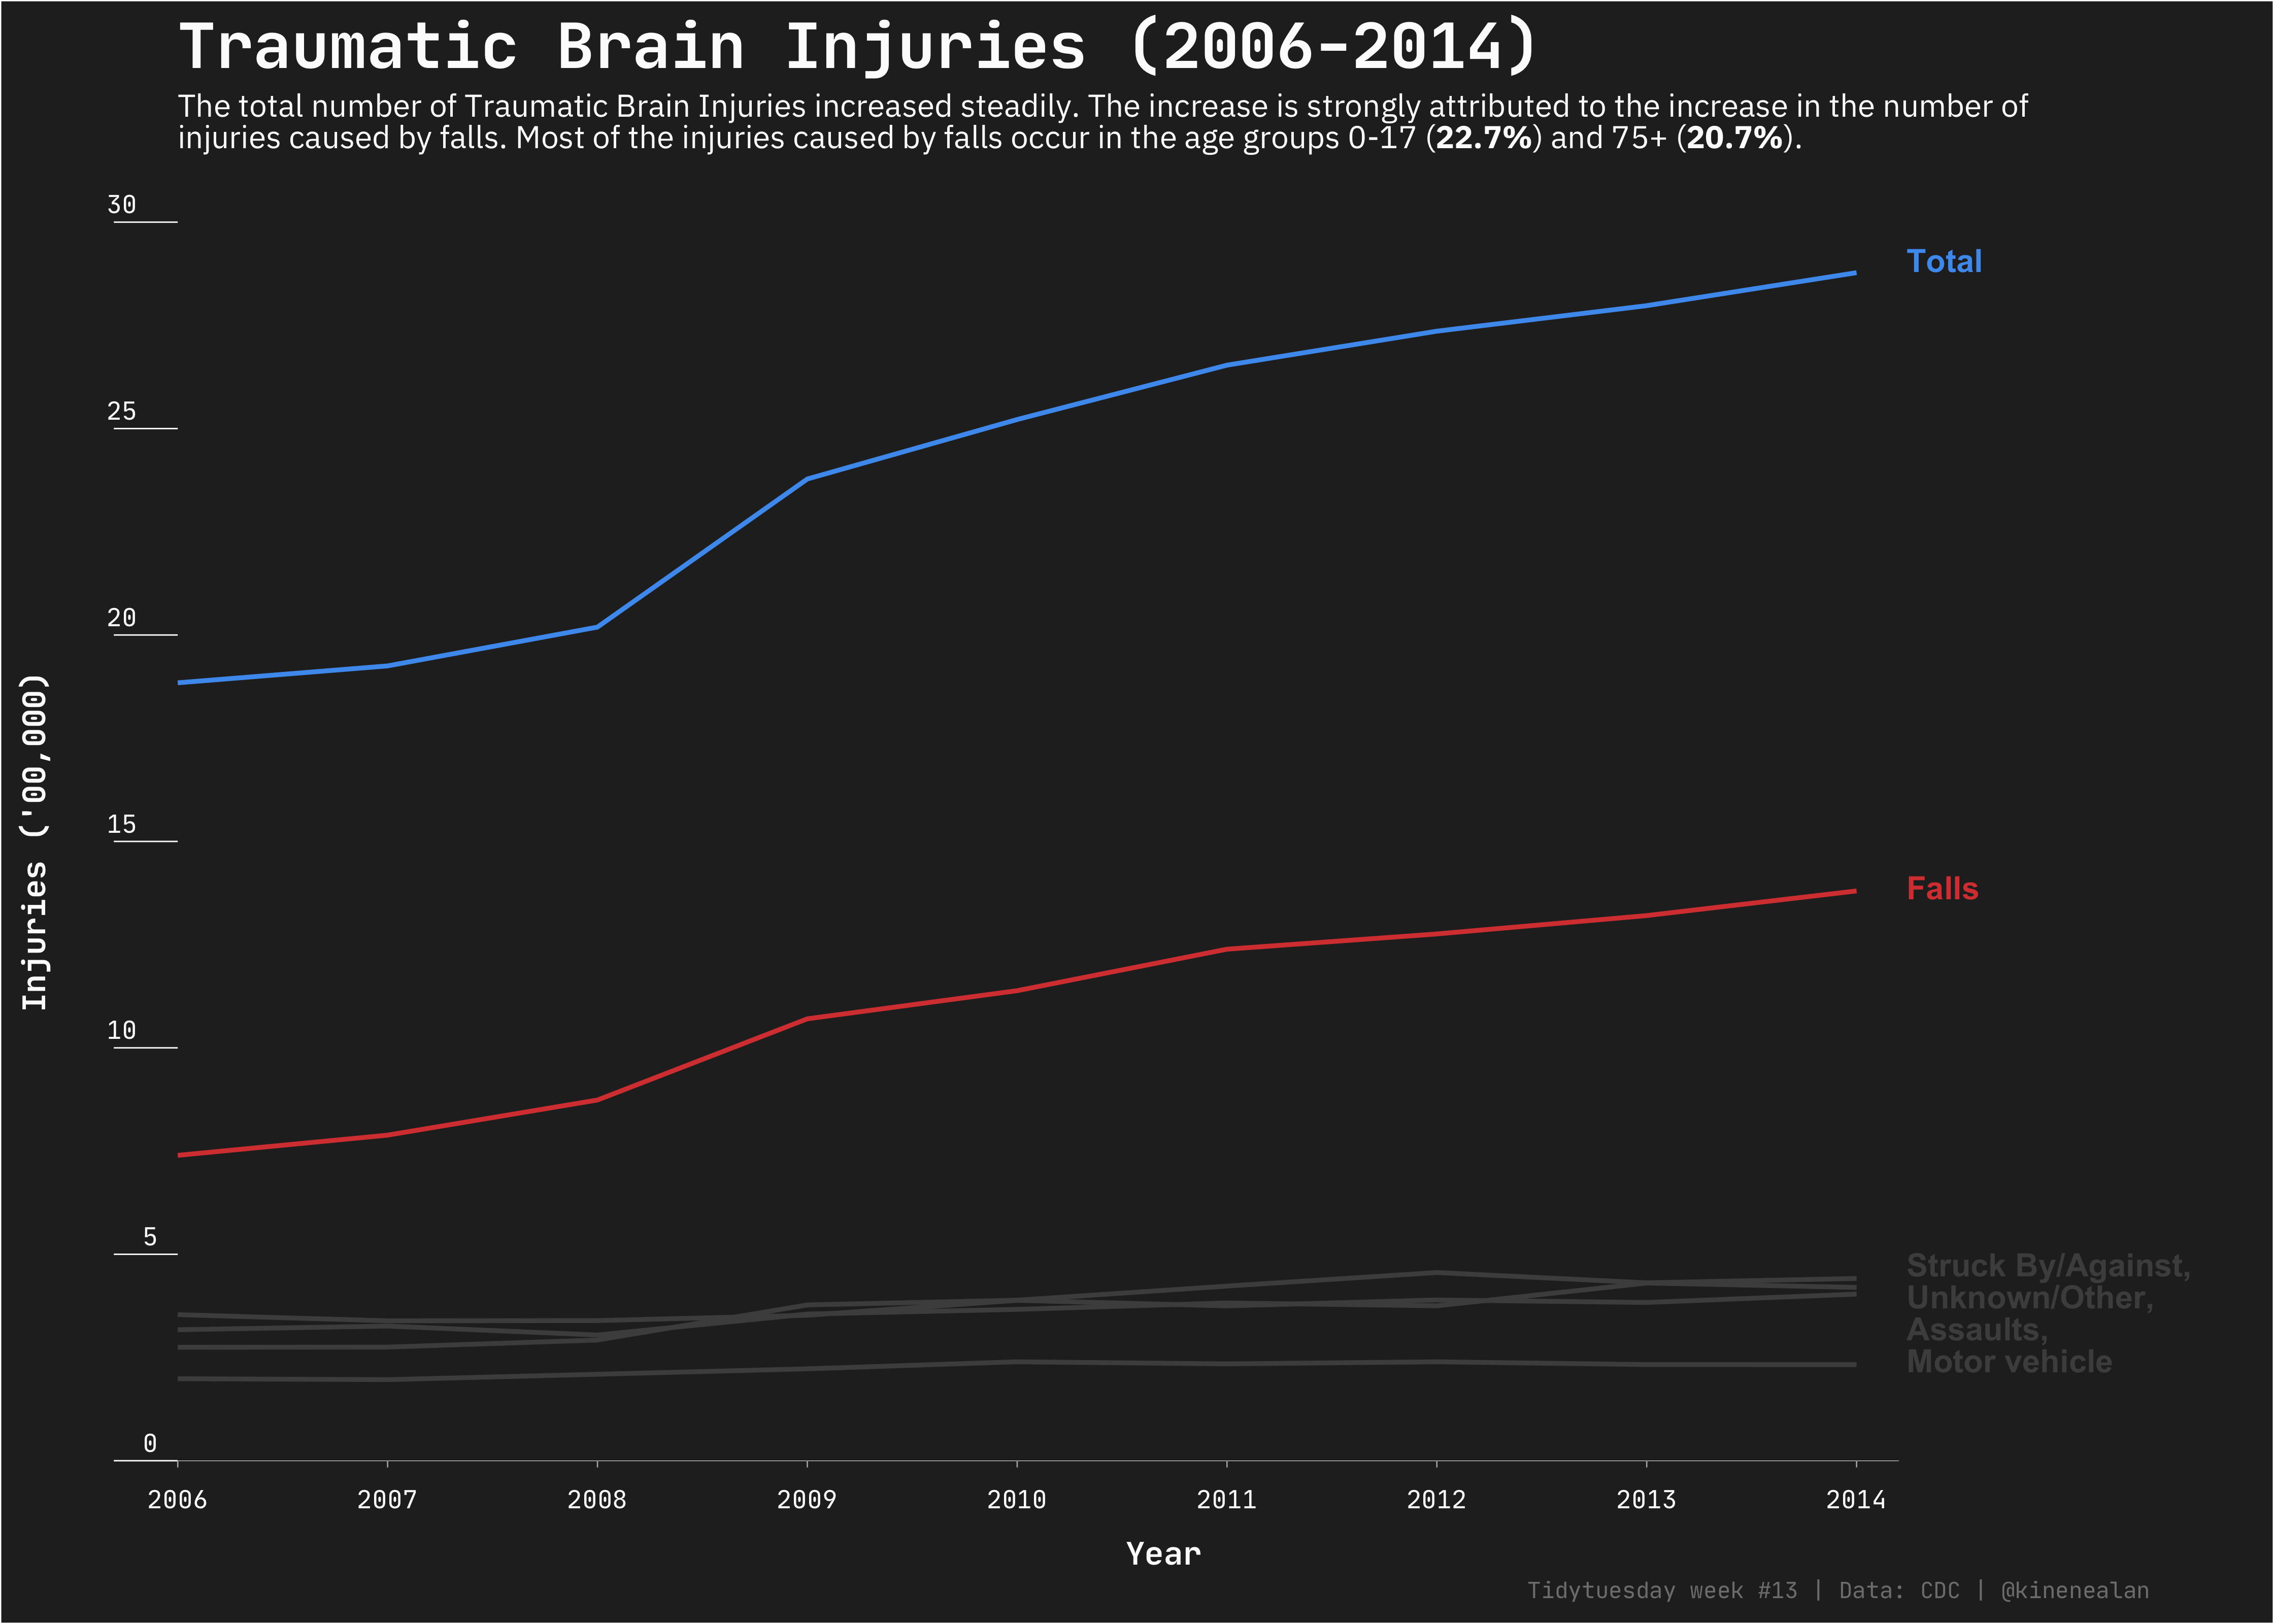 Traumatic Brain Injuries (2006-2014)
The total number of Traumatic Brain Injuries increased steadily. The increase is strongly attributed to the increase in the number of
injuries caused by falls. Most of the injuries caused by falls occur in the age groups 0-17 (22.7%) and 75+ (20.7%).
30
Total
25
20
Injuries ('00,000)
15
Falls
10
5
Struck By/Against,
Unknown/Other,
Assaults,
Motor vehicle
0
2006 2007 2008 2009 2010 2011 2012 2013 2014
Year
Tidytuesday week #13 | Data: CDC | @kinenealan